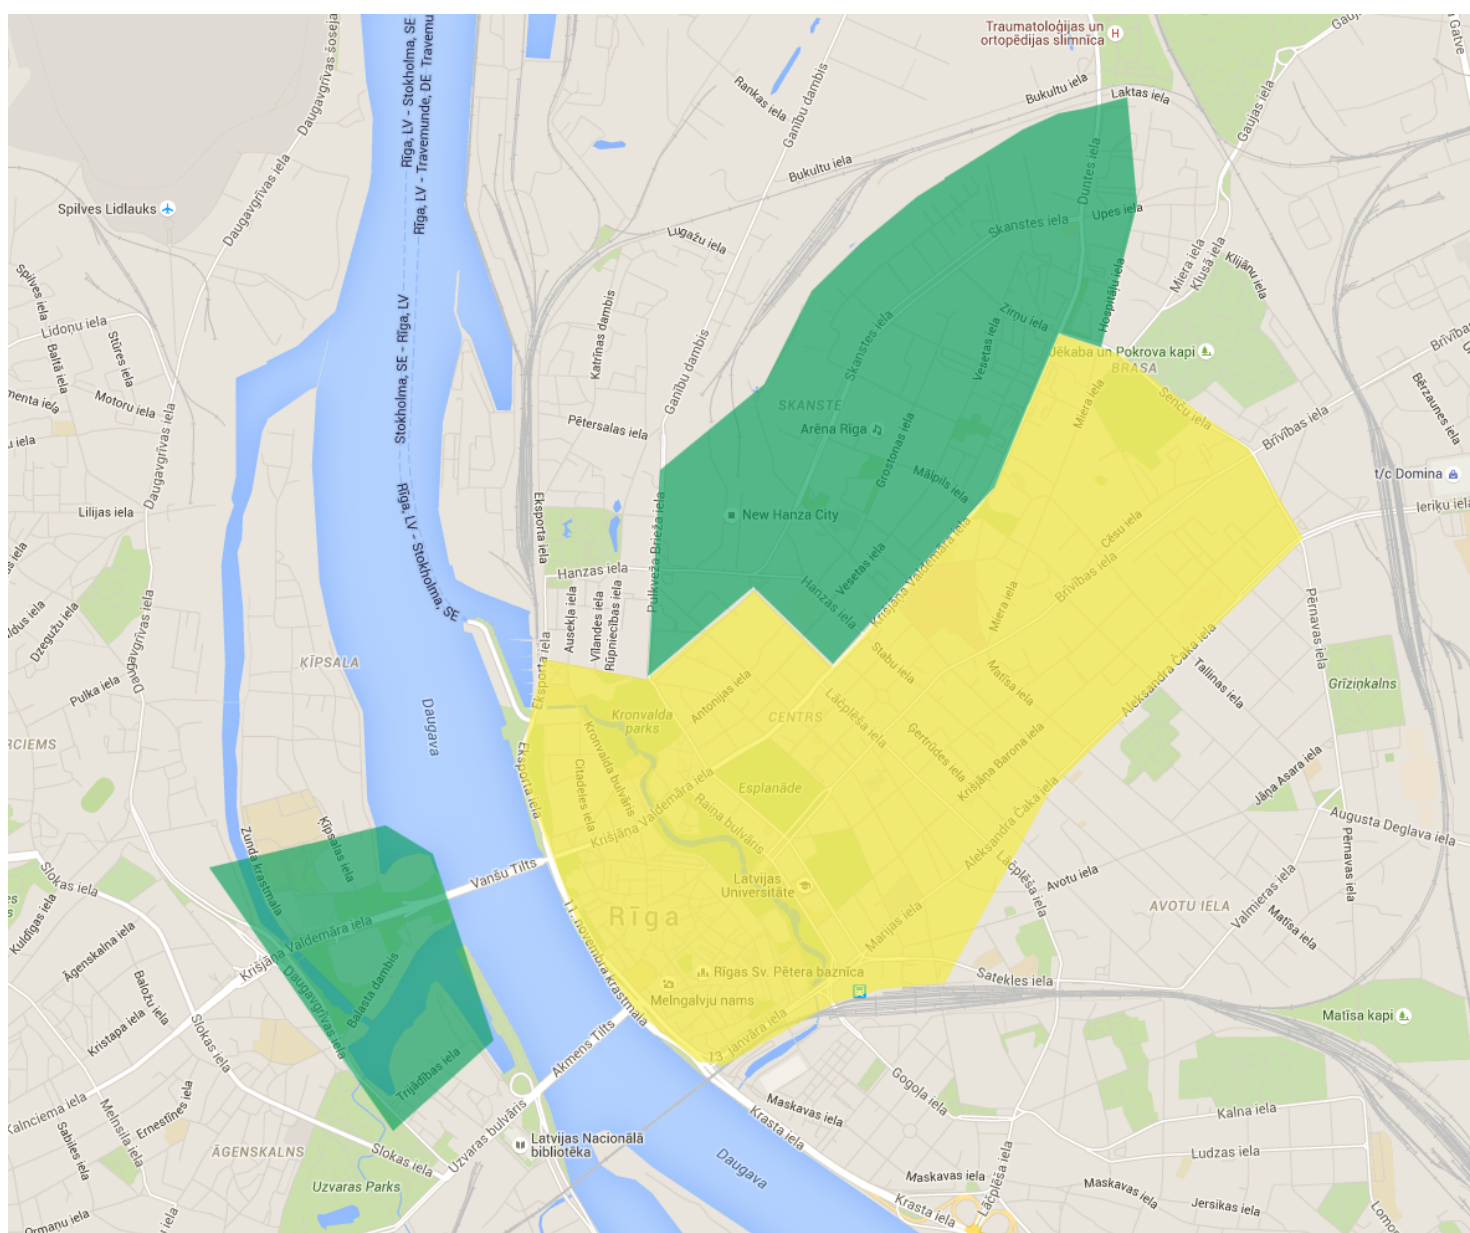 Traumatoloģijas un
ortopēdijas slimnīca
Rīga, LV - Stokholma, SE
Rīga, LV - Travemunde, DE
Daugavgrīvas iela
Rankas iela
Ganību dambis
Bukultu iela
Laktas iela
Gaujas iela
Bukultu iela
Spilves Lidlauks
Daugavgrīvas iela
Lugažu iela
Duntes iela
Skanstes iela
Upes iela
Miera iela
Klusā iela
Klijānu iela
Spilves iela
Lidoņu iela
Baltā iela
Stūres iela
Motoru iela
Katrīnas dambis
Ganību dambis
Stokholma, SE - Rīga, LV
Skanstes iela
Vesetas iela
Zirņu iela
Hospitāļu iela
Jēkaba un Pokrova kapi
BRASA
Miera iela
Senču iela
Brīvības iela
Bērzaunes iela
t/c Domina
Ieriķu iela
Pētersalas iela
SKANSTE
Arēna Rīga
Grostonas iela
Mālpils iela
Daugavgrīvas iela
Lilijas iela
Rīga, LV - Stokholma, SE
Eksporta iela
Pulkveža Brieža iela
New Hanza City
Hanzas iela
Hanzas iela
Vesetas iela
Krišjāņa Valdemāra iela
Cēsu iela
Brīvības iela
Miera iela
Pērnavas iela
Dzegužu iela
Daugavgrīvas iela
Ausekļa iela
Vīlandes iela
Rūpniecības iela
Stabu iela
Matīsa iela
Aleksandra Čaka iela
Tallinas iela
Grīziņkalns
ĶĪPSALA
Pulka iela
Daugava
Eksporta iela
Kronvalda
parks
Antonijas iela
CENTRS
Lāčplēša iela
Ģertrūdes iela
Krišjāņa Barona iela
Eksporta iela
Citadeles iela
Kronvalda bulvāris
Krišjāņa Valdemāra iela
Raiņa bulvāris
Esplanāde
Jāņa Asara iela
Augusta Deglava iela
Pērnavas iela
Aleksandra Čaka iela
Lāčplēša iela
Avotu iela
AVOTU IELA
Valmieras iela
Matīsa iela
Zunda krastmala
Ķīpsalas iela
Vanšu Tilts
Slokas iela
Kuldīgas iela
Āgenskalna iela
Krišjāņa Valdemāra iela
Daugavgrīvas iela
Balasta dambis
Latvijas
Universitāte
Rīga
11. novembra krastmala
Marijas iela
Rīgas Sv. Pētera baznīca
Melngalvju nams
Satekles iela
Matīsa kapi
Baložu iela
Kristapa iela
Slokas iela
Trijādības iela
Akmens Tilts
13. janvāra iela
Gogoļa iela
Kalna iela
Kalnciema iela
Melnsila iela
Ernestīnes iela
Sabiles iela
ĀGENSKALNS
Slokas iela
Uzvaras bulvāris
Latvijas Nacionālā
bibliotēka
Maskavas iela
Krasta iela
Daugava
Ludzas iela
Maskavas iela
Maskavas iela
Lāčplēša iela
Jersikas iela
Krasta iela
Uzvaras Parks
Ormaņu iela